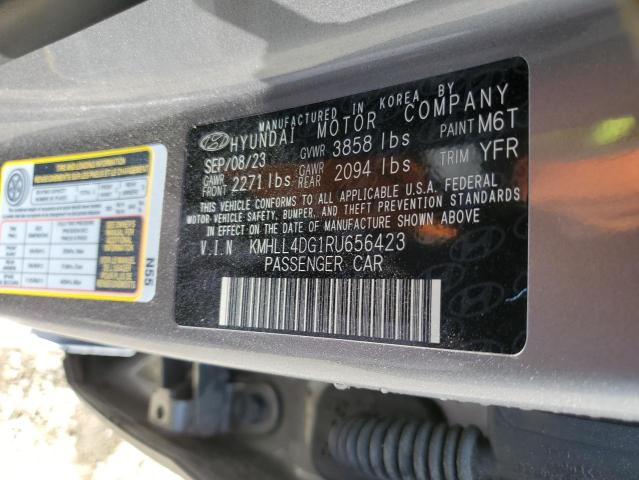 MANUFACTURED IN KOREA BY
HYUNDAI MOTOR COMPANY
SEP/08/23 GVWR 3858 lbs PAINT M6T
GAWR FRONT 2271 lbs GAWR REAR 2094 lbs TRIM YFR
THIS VEHICLE CONFORMS TO ALL APPLICABLE U.S.A. FEDERAL
MOTOR VEHICLE SAFETY, BUMPER, AND THEFT PREVENTION STANDARDS
IN EFFECT ON THE DATE OF MANUFACTURE SHOWN ABOVE
V.I.N KMHLL4DG1RU656423
PASSENGER CAR
N55